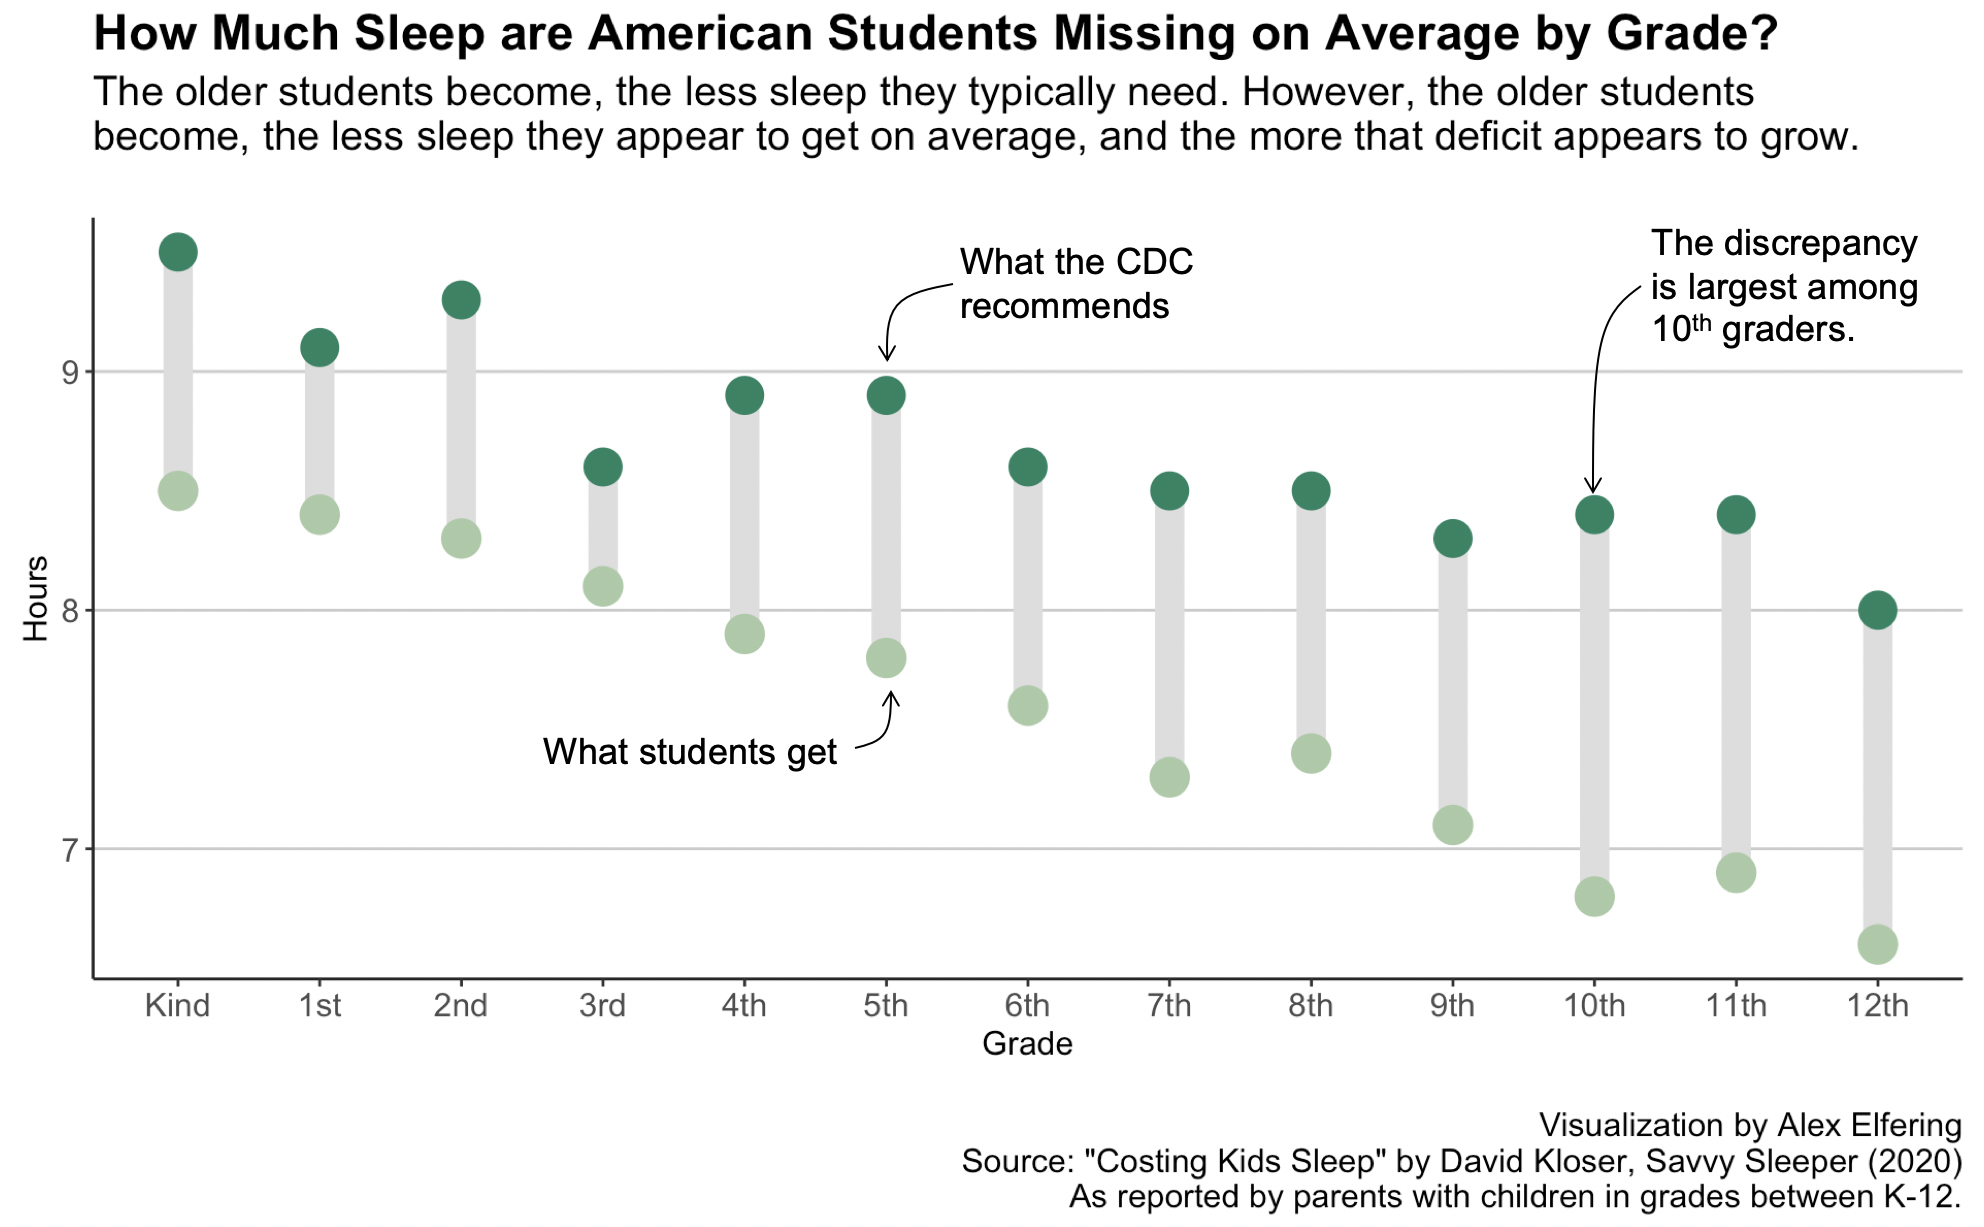 How Much Sleep are American Students Missing on Average by Grade?
The older students become, the less sleep they typically need. However, the older students
become, the less sleep they appear to get on average, and the more that deficit appears to grow.
What the CDC
recommends
The discrepancy
is largest among
10th graders.
9
8
7
Hours
What students get
Kind 1st 2nd 3rd 4th 5th 6th 7th 8th 9th 10th 11th 12th
Grade
Visualization by Alex Elfering
Source: "Costing Kids Sleep" by David Kloser, Savvy Sleeper (2020)
As reported by parents with children in grades between K-12.